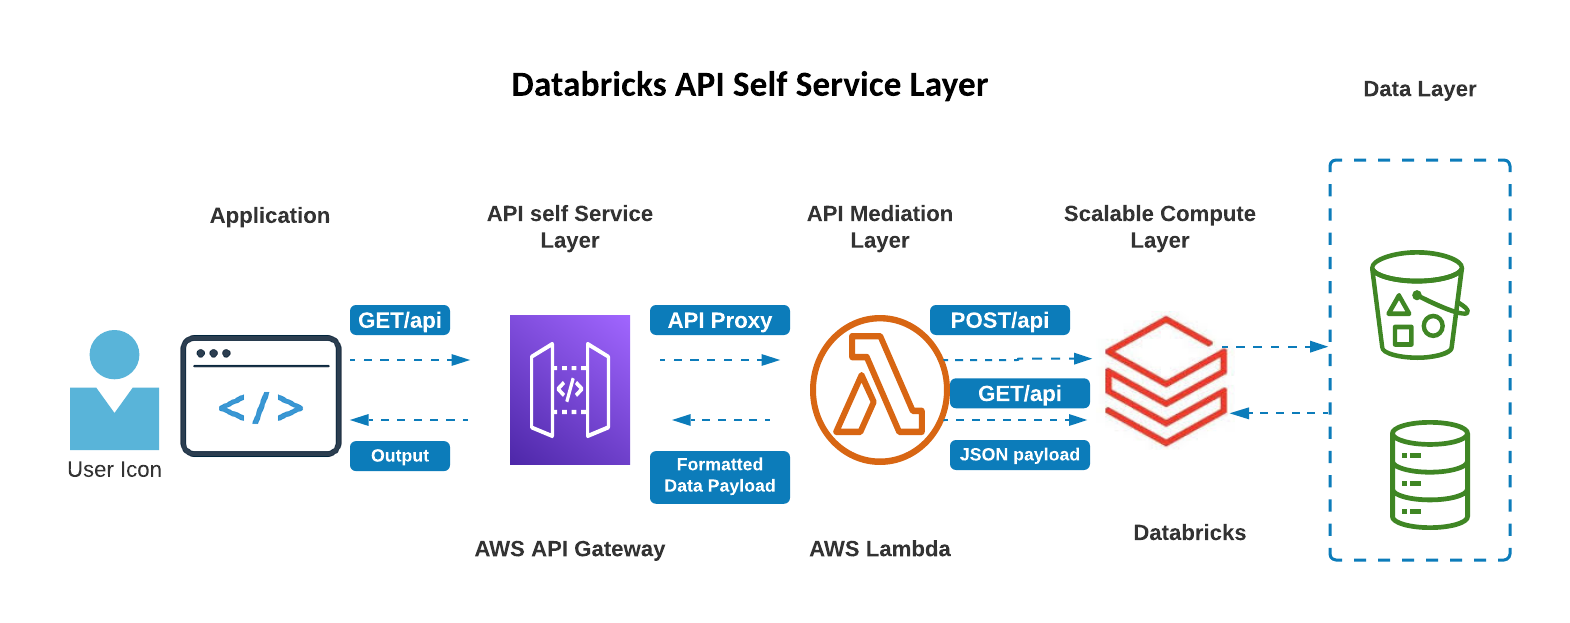 Databricks API Self Service Layer
Data Layer
Application
API self Service
Layer
API Mediation
Layer
Scalable Compute
Layer
GET/api
API Proxy
POST/api
GET/api
</>
</>
Output
Formatted
Data Payload
JSON payload
User Icon
AWS API Gateway
AWS Lambda
Databricks